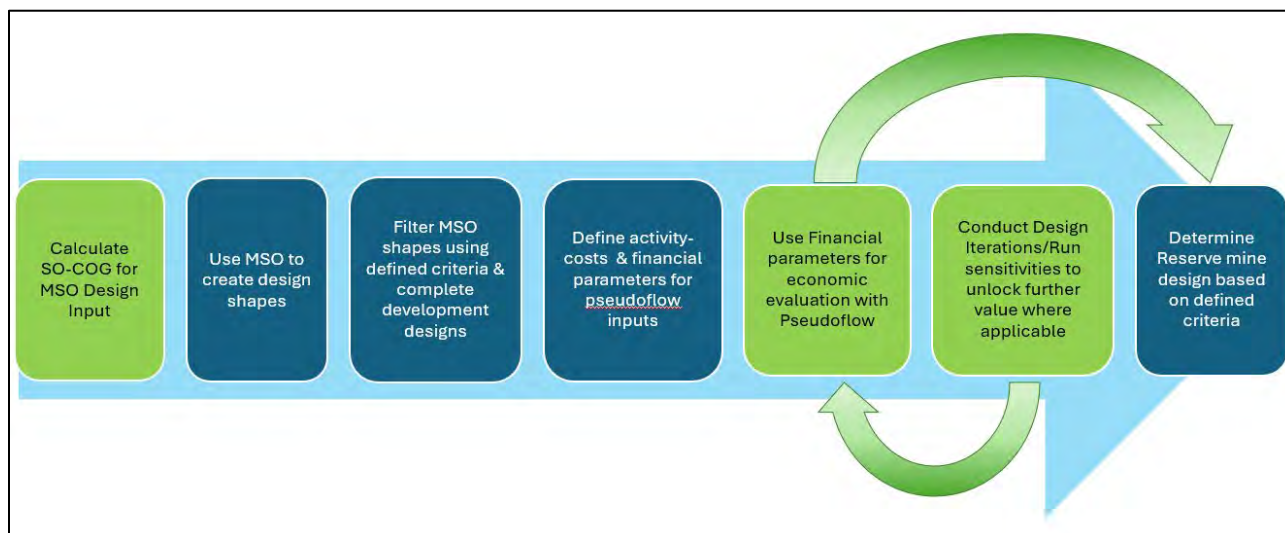 Calculate
SO-COG for
MSO Design
Input
Use MSO to
create design
shapes
Filter MSO
shapes using
defined criteria &
complete
development
designs
Define activity-
costs & financial
parameters for
pseudoflow
inputs
Use Financial
parameters for
economic
evaluation with
Pseudoflow
Conduct Design
Iterations/Run
sensitivities to
unlock further
value where
applicable
Determine
Reserve mine
design based
on defined
criteria